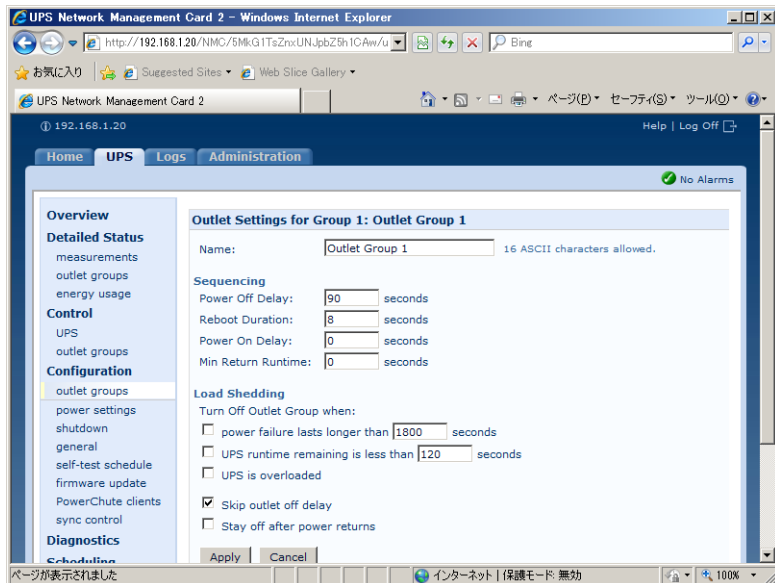 UPS Network Management Card 2 - Windows Internet Explorer
http://192.168.1.20/NMC/5MkG1TsZnxUNJpbZ5h1CAw/u
Bing
お気に入り Suggested Sites Web Slice Gallery
UPS Network Management Card 2
ページ(P) セーフティ(S) ツール(O)
192.168.1.20
Help | Log Off
Home UPS Logs Administration
No Alarms
Overview
Detailed Status
measurements
outlet groups
energy usage
Control
UPS
outlet groups
Configuration
outlet groups
power settings
shutdown
general
self-test schedule
firmware update
PowerChute clients
sync control
Diagnostics
Scheduling
Outlet Settings for Group 1: Outlet Group 1
Name: Outlet Group 1 16 ASCII characters allowed.
Sequencing
Power Off Delay: 90 seconds
Reboot Duration: 8 seconds
Power On Delay: 0 seconds
Min Return Runtime: 0 seconds
Load Shedding
Turn Off Outlet Group when:
power failure lasts longer than 1800 seconds
UPS runtime remaining is less than 120 seconds
UPS is overloaded
Skip outlet off delay
Stay off after power returns
Apply Cancel
ページが表示されました
インターネット | 保護モード: 無効
100%